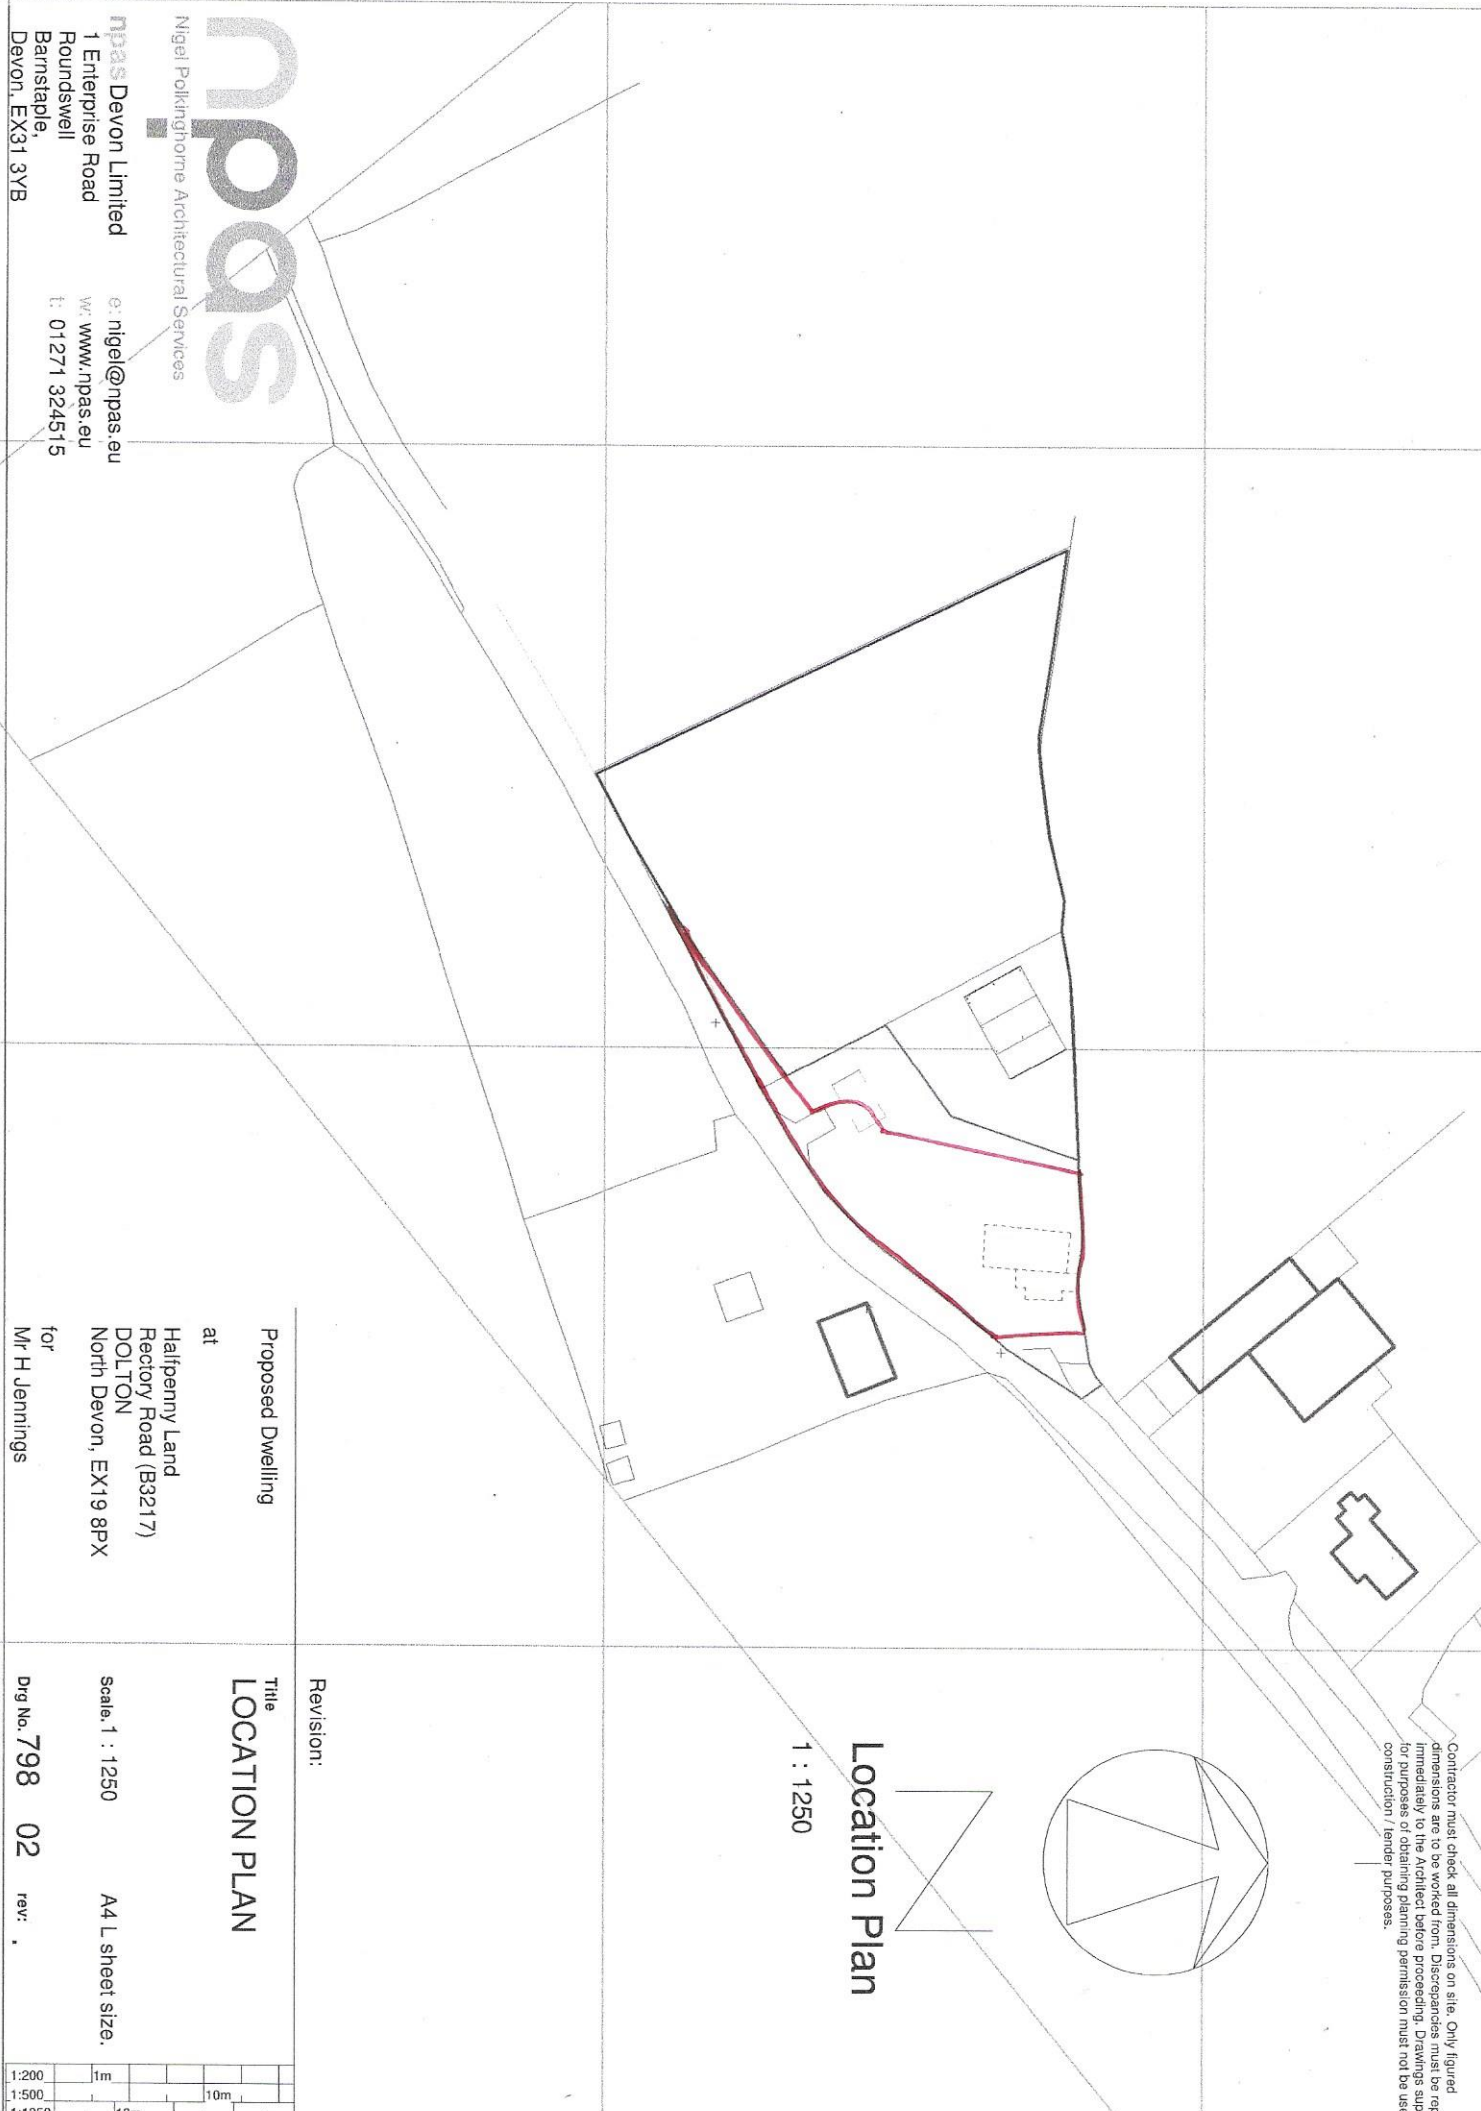 Contractor must check all dimensions on site. Only figured
dimensions are to be worked from. Discrepancies must be rep
immediately to the Architect before proceeding. Drawings sup
for purposes of obtaining planning permission must not be use
construction / tender purposes.
N
Location Plan
1 : 1250
npas
Nigel Polkinghorne Architectural Services
npas Devon Limited
1 Enterprise Road
Roundswell
Barnstaple,
Devon, EX31 3YB
e: nigel@npas.eu
w: www.npas.eu
t: 01271 324515
Proposed Dwelling
at
Halfpenny Land
Rectory Road (B3217)
DOLTON
North Devon, EX19 8PX
for
Mr H Jennings
Revision:
Title
LOCATION PLAN
Scale. 1 : 1250
A4 L sheet size.
Drg No. 798 02 rev: .
1:200 1m
1:500 10m